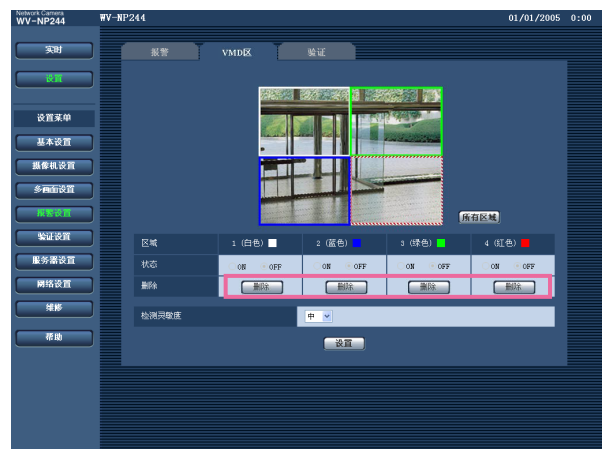 Network Camera
WV-NP244
WV-NP244
01/01/2005 0:00
实时
设置
设置菜单
基本设置
摄像机设置
多画面设置
报警设置
验证设置
服务器设置
网络设置
维修
帮助
报警
VMD区
验证
所有区域
区域
1 (白色)
2 (蓝色)
3 (绿色)
4 (红色)
状态
ON OFF
ON OFF
ON OFF
ON OFF
删除
删除
删除
删除
删除
检测灵敏度
中
设置